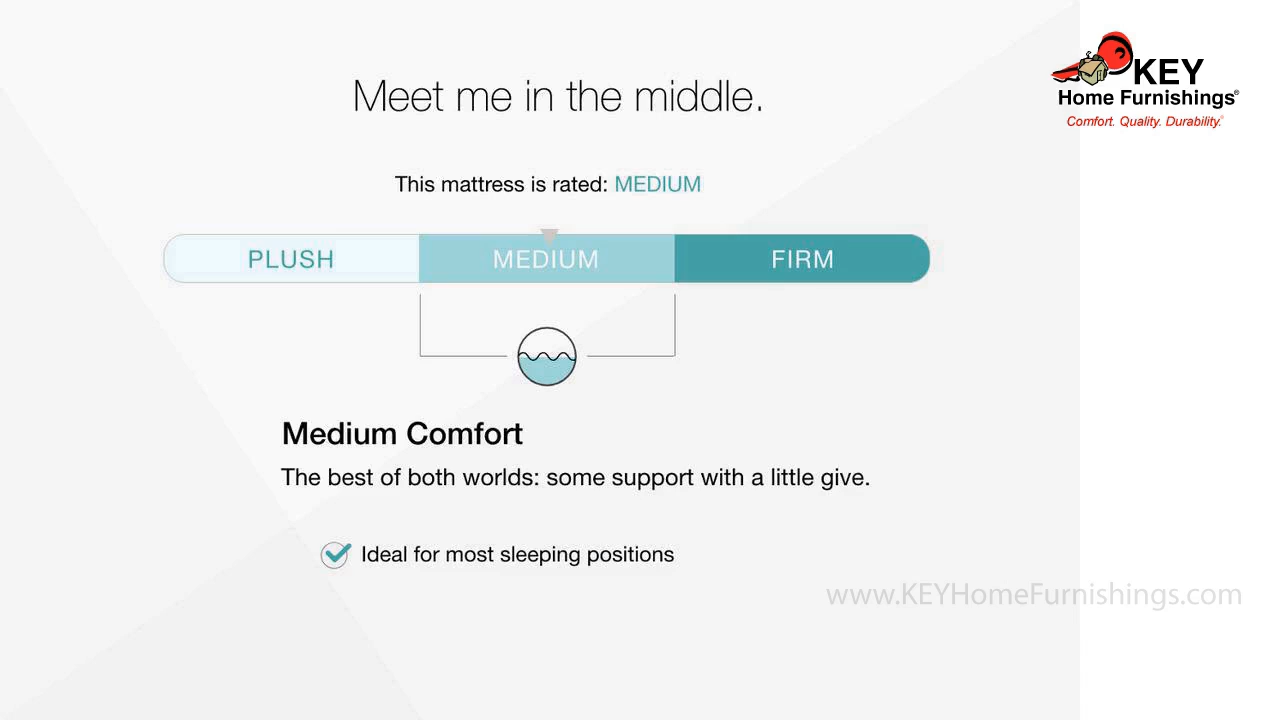 Meet me in the middle.
KEY
Home Furnishings®
Comfort. Quality. Durability.®
This mattress is rated: MEDIUM
PLUSH MEDIUM FIRM
Medium Comfort
The best of both worlds: some support with a little give.
Ideal for most sleeping positions
www.KEYHomeFurnishings.com